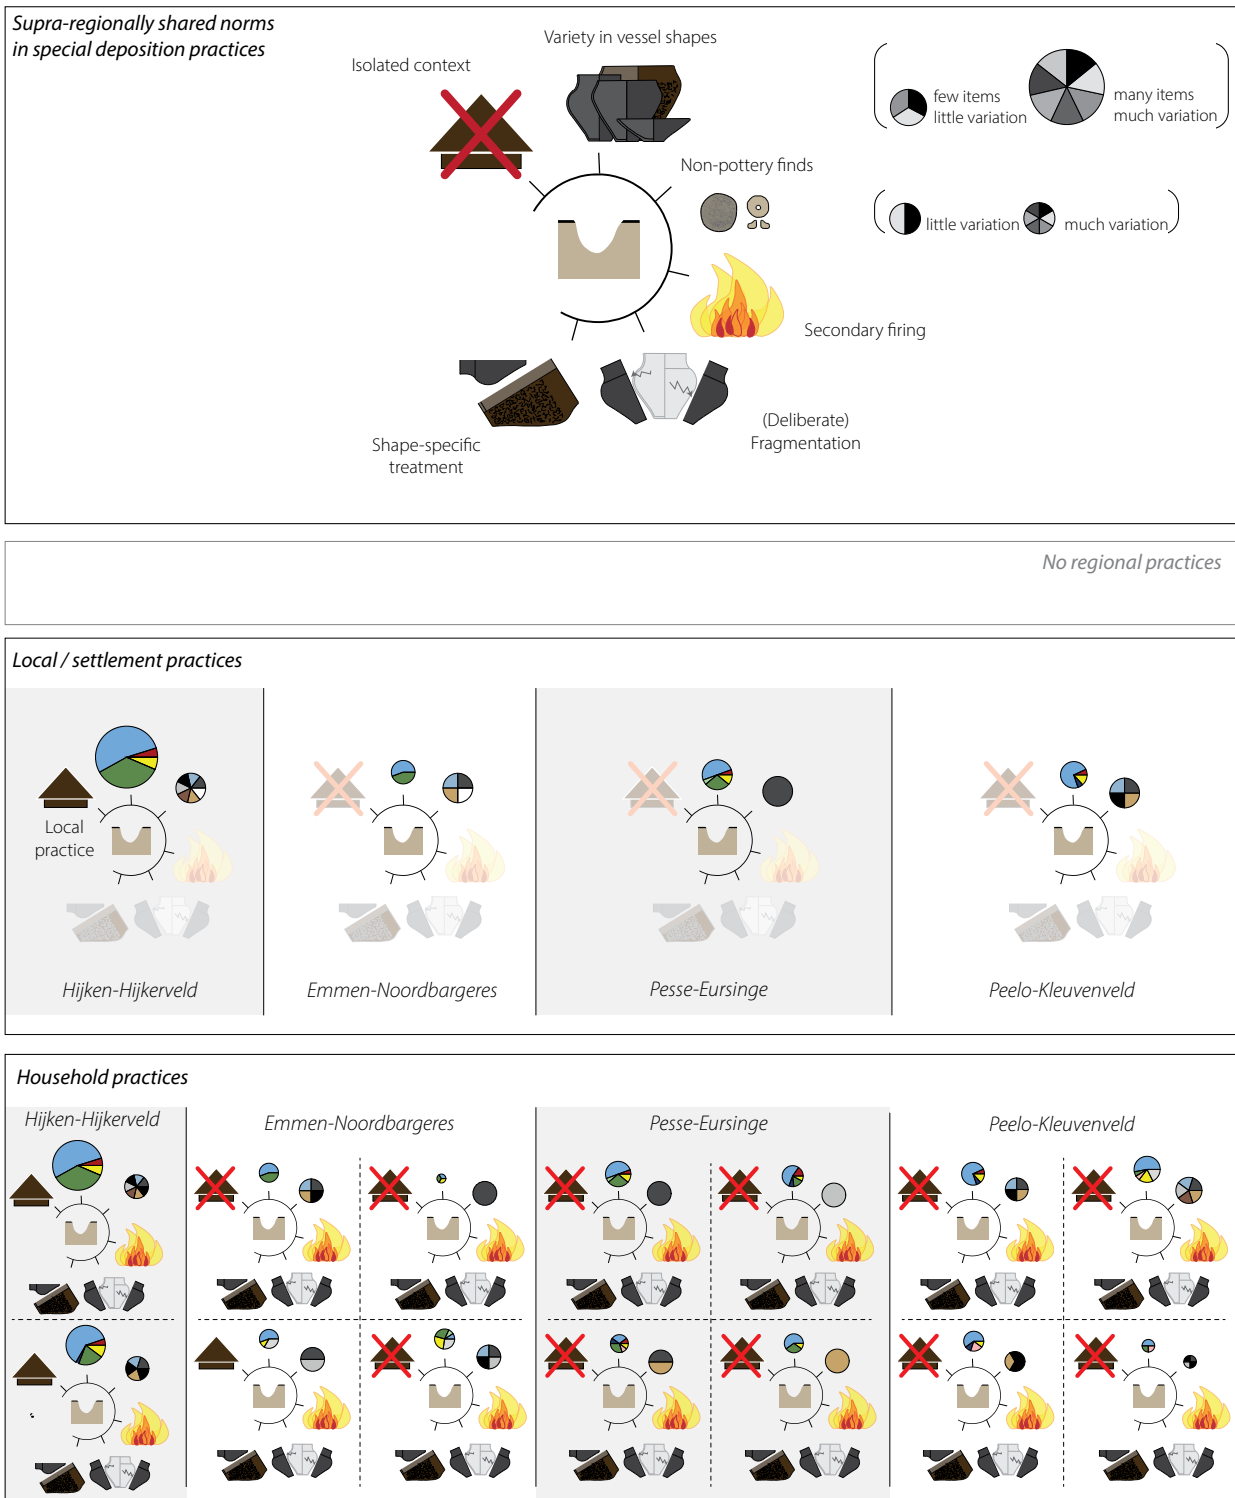 Supra-regionally shared norms
in special deposition practices
Isolated context
Variety in vessel shapes
few items
little variation
many items
much variation
Non-pottery finds
little variation
much variation
Secondary firing
(Deliberate)
Fragmentation
Shape-specific
treatment
No regional practices
Local / settlement practices
Local
practice
Hijken-Hijkerveld
Emmen-Noordbargeres
Pesse-Eursinge
Peelo-Kleuvenveld
Household practices
Hijken-Hijkerveld
Emmen-Noordbargeres
Pesse-Eursinge
Peelo-Kleuvenveld